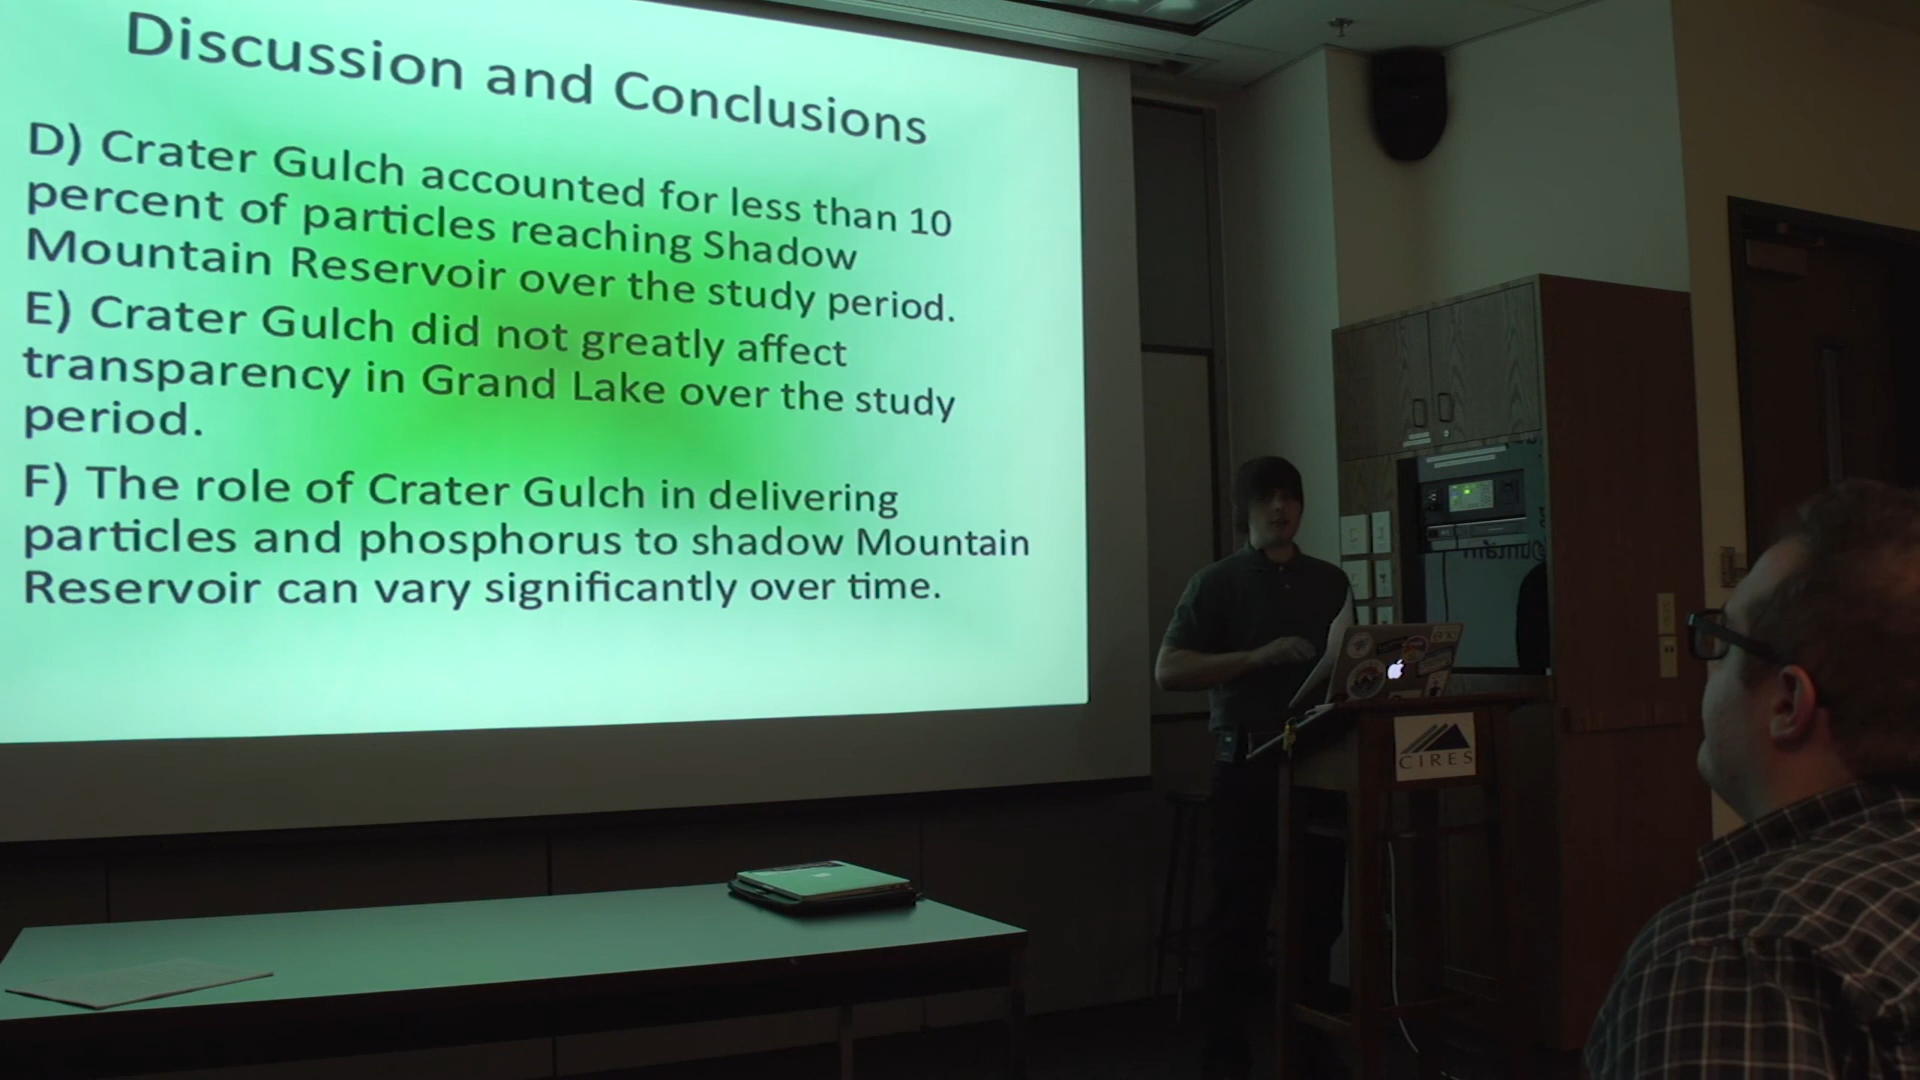 Discussion and Conclusions
D) Crater Gulch accounted for less than 10
percent of particles reaching Shadow
Mountain Reservoir over the study period.
E) Crater Gulch did not greatly affect
transparency in Grand Lake over the study
period.
F) The role of Crater Gulch in delivering
particles and phosphorus to shadow Mountain
Reservoir can vary significantly over time.
CIRES